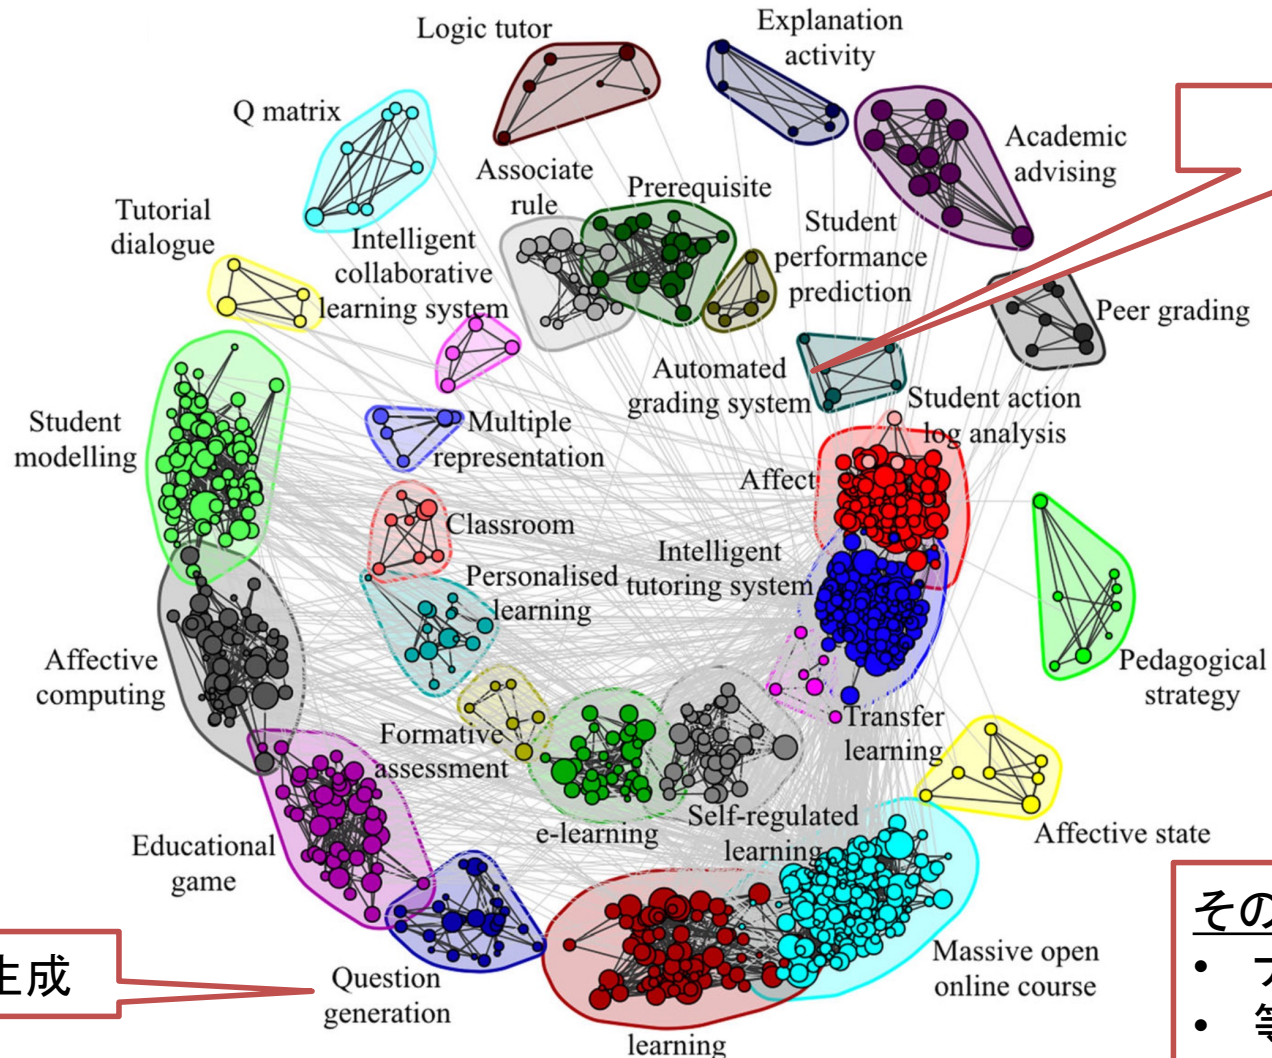 Logic tutor
Explanation
activity
Q matrix
Academic
advising
Associate
rule
Prerequisite
Tutorial
dialogue
Student
performance
prediction
Intelligent
collaborative
learning system
Peer grading
Automated
grading system
Student action
log analysis
Student
modelling
Multiple
representation
Affect
Classroom
Intelligent
tutoring system
Personalised
learning
Affective
computing
Pedagogical
strategy
Transfer
learning
Formative
assessment
e-learning
Self-regulated
learning
Affective state
Educational
game
その
生成
Massive open
online course
Question
generation
•
• 等
learning